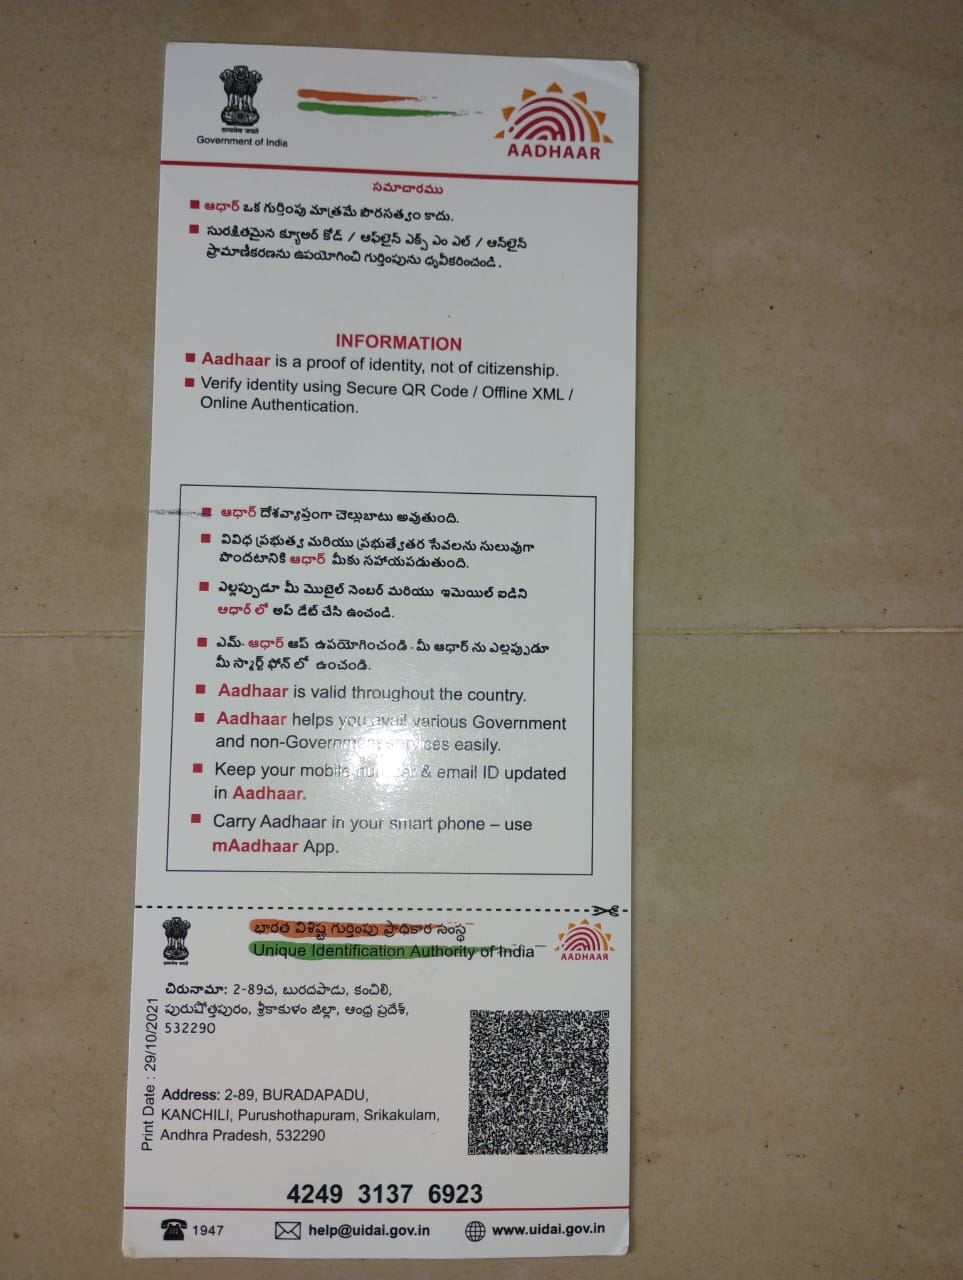 सत्यमेव जयते
Government of India
AADHAAR
సమాచారము
■ ఆధార్ ఒక గుర్తింపు మాత్రమే పౌరసత్వం కాదు.
■ సురక్షితమైన క్యూఅర్ కోడ్ / ఆఫ్‌లైన్ ఎక్స్ ఎం ఎల్ / ఆన్‌లైన్
ప్రామాణీకరణను ఉపయోగించి గుర్తింపును ధృవీకరించండి.
INFORMATION
■ Aadhaar is a proof of identity, not of citizenship.
■ Verify identity using Secure QR Code / Offline XML /
Online Authentication.
■ ఆధార్ దేశవ్యాప్తంగా చెల్లుబాటు అవుతుంది.
■ వివిధ ప్రభుత్వ మరియు ప్రభుత్వేతర సేవలను సులువుగా
పొందటానికి ఆధార్ మీకు సహాయపడుతుంది.
■ ఎల్లప్పుడూ మీ మొబైల్ నెంబర్ మరియు ఇమెయిల్ ఐడిని
ఆధార్ లో అప్ డేట్ చేసి ఉంచండి.
■ ఎమ్- ఆధార్ ఆప్ ఉపయోగించండి - మీ ఆధార్ ను ఎల్లప్పుడూ
మీ స్మార్ట్ ఫోన్ లో ఉంచండి.
■ Aadhaar is valid throughout the country.
■ Aadhaar helps you avail various Government
and non-Government services easily.
■ Keep your mobile number & email ID updated
in Aadhaar.
■ Carry Aadhaar in your smart phone – use
mAadhaar App.
భారత విశిష్ట గుర్తింపు ప్రాధికార సంస్థ
Unique Identification Authority of India
AADHAAR
చిరునామా: 2-89చ, బురదపాడు, కంచిలి,
పురుషోత్తపురం, శ్రీకాకుళం జిల్లా, ఆంధ్ర ప్రదేశ్,
532290
Print Date : 29/10/2021
Address: 2-89, BURADAPADU,
KANCHILI, Purushothapuram, Srikakulam,
Andhra Pradesh, 532290
4249 3137 6923
1947 help@uidai.gov.in www.uidai.gov.in